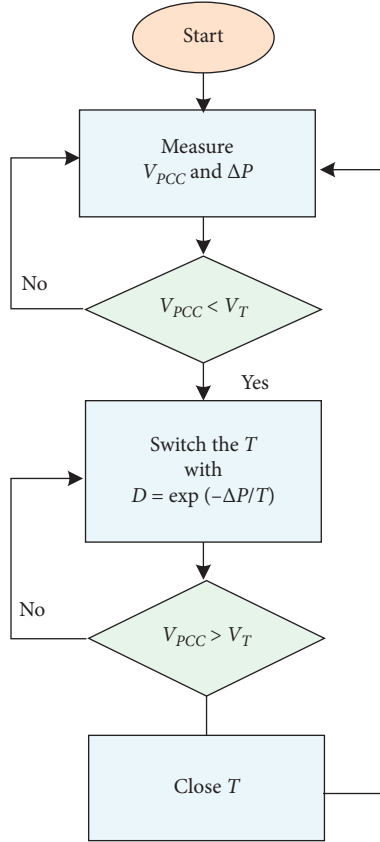 Start
Measure
V_PCC and ΔP
V_PCC < V_T
No
Yes
Switch the T
with
D = exp (–ΔP/T)
V_PCC > V_T
No
Close T